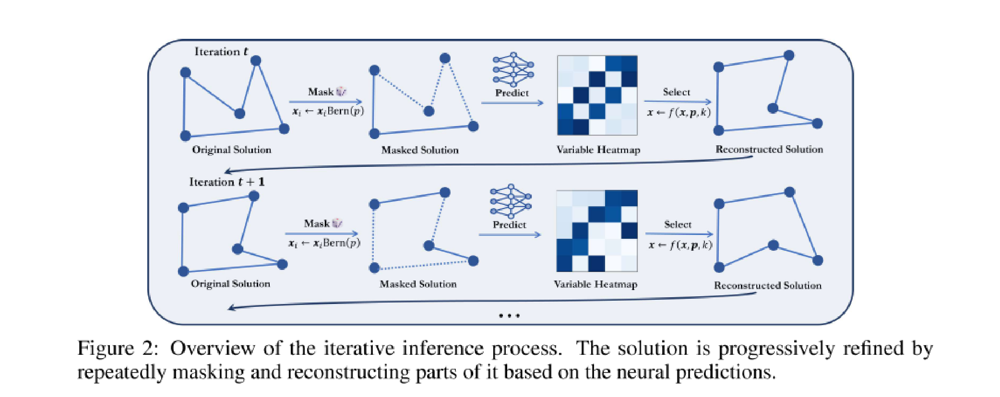 Iteration t
Mask
Predict
Select
x_i ← x_i Bern(p)
x ← f(x, p, k)
Original Solution
Masked Solution
Variable Heatmap
Reconstructed Solution
Iteration t + 1
Mask
Predict
Select
x_i ← x_i Bern(p)
x ← f(x, p, k)
Original Solution
Masked Solution
Variable Heatmap
Reconstructed Solution
...
Figure 2: Overview of the iterative inference process. The solution is progressively refined by
repeatedly masking and reconstructing parts of it based on the neural predictions.